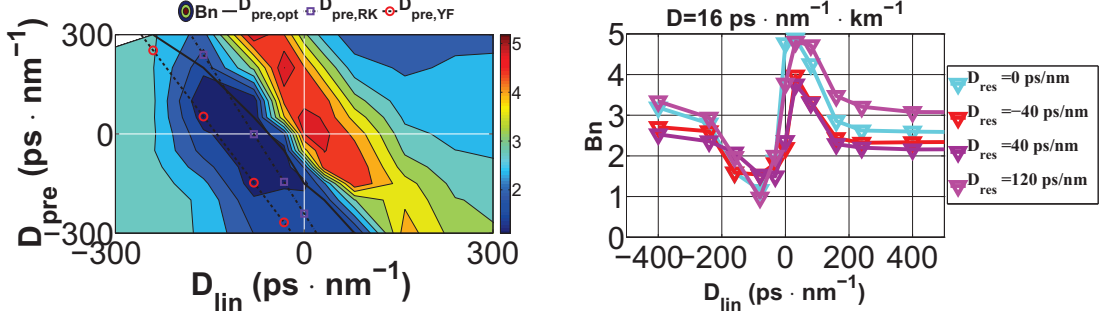 Bn D_pre,opt D_pre,RK D_pre,YF
300
0
−300
D_pre (ps · nm⁻¹)
−300 0 300
D_lin (ps · nm⁻¹)
5
4
3
2
D=16 ps · nm⁻¹ · km⁻¹
5
4
3
2
1
0
Bn
−400 −200 0 200 400
D_lin (ps · nm⁻¹)
D_res =0 ps/nm
D_res =−40 ps/nm
D_res =40 ps/nm
D_res =120 ps/nm